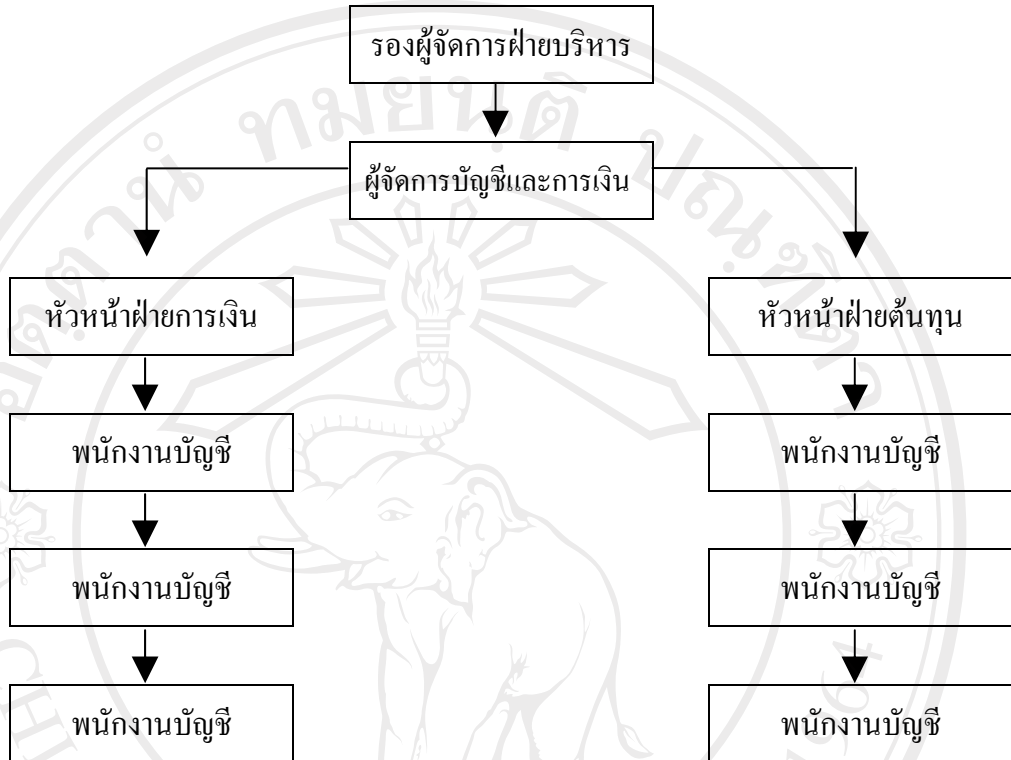 รองผู้จัดการฝ่ายบริหาร
ผู้จัดการบัญชีและการเงิน
หัวหน้าฝ่ายการเงิน
หัวหน้าฝ่ายต้นทุน
พนักงานบัญชี
พนักงานบัญชี
พนักงานบัญชี
พนักงานบัญชี
พนักงานบัญชี
พนักงานบัญชี